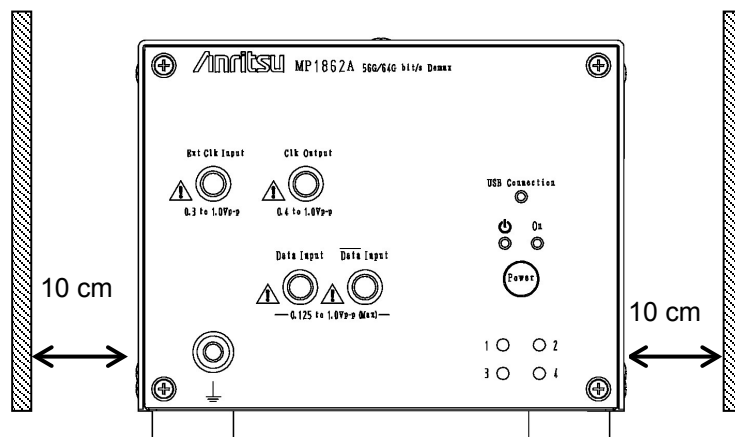 Anritsu MP1862A 56G/64G bit/s Demux
Ext Clk Input
Clk Output
0.3 to 1.0Vp-p
0.4 to 1.0Vp-p
USB Connection
On
Data Input
Data Input
Power
0.125 to 1.0Vp-p (Max)
10 cm
10 cm
1 2
3 4